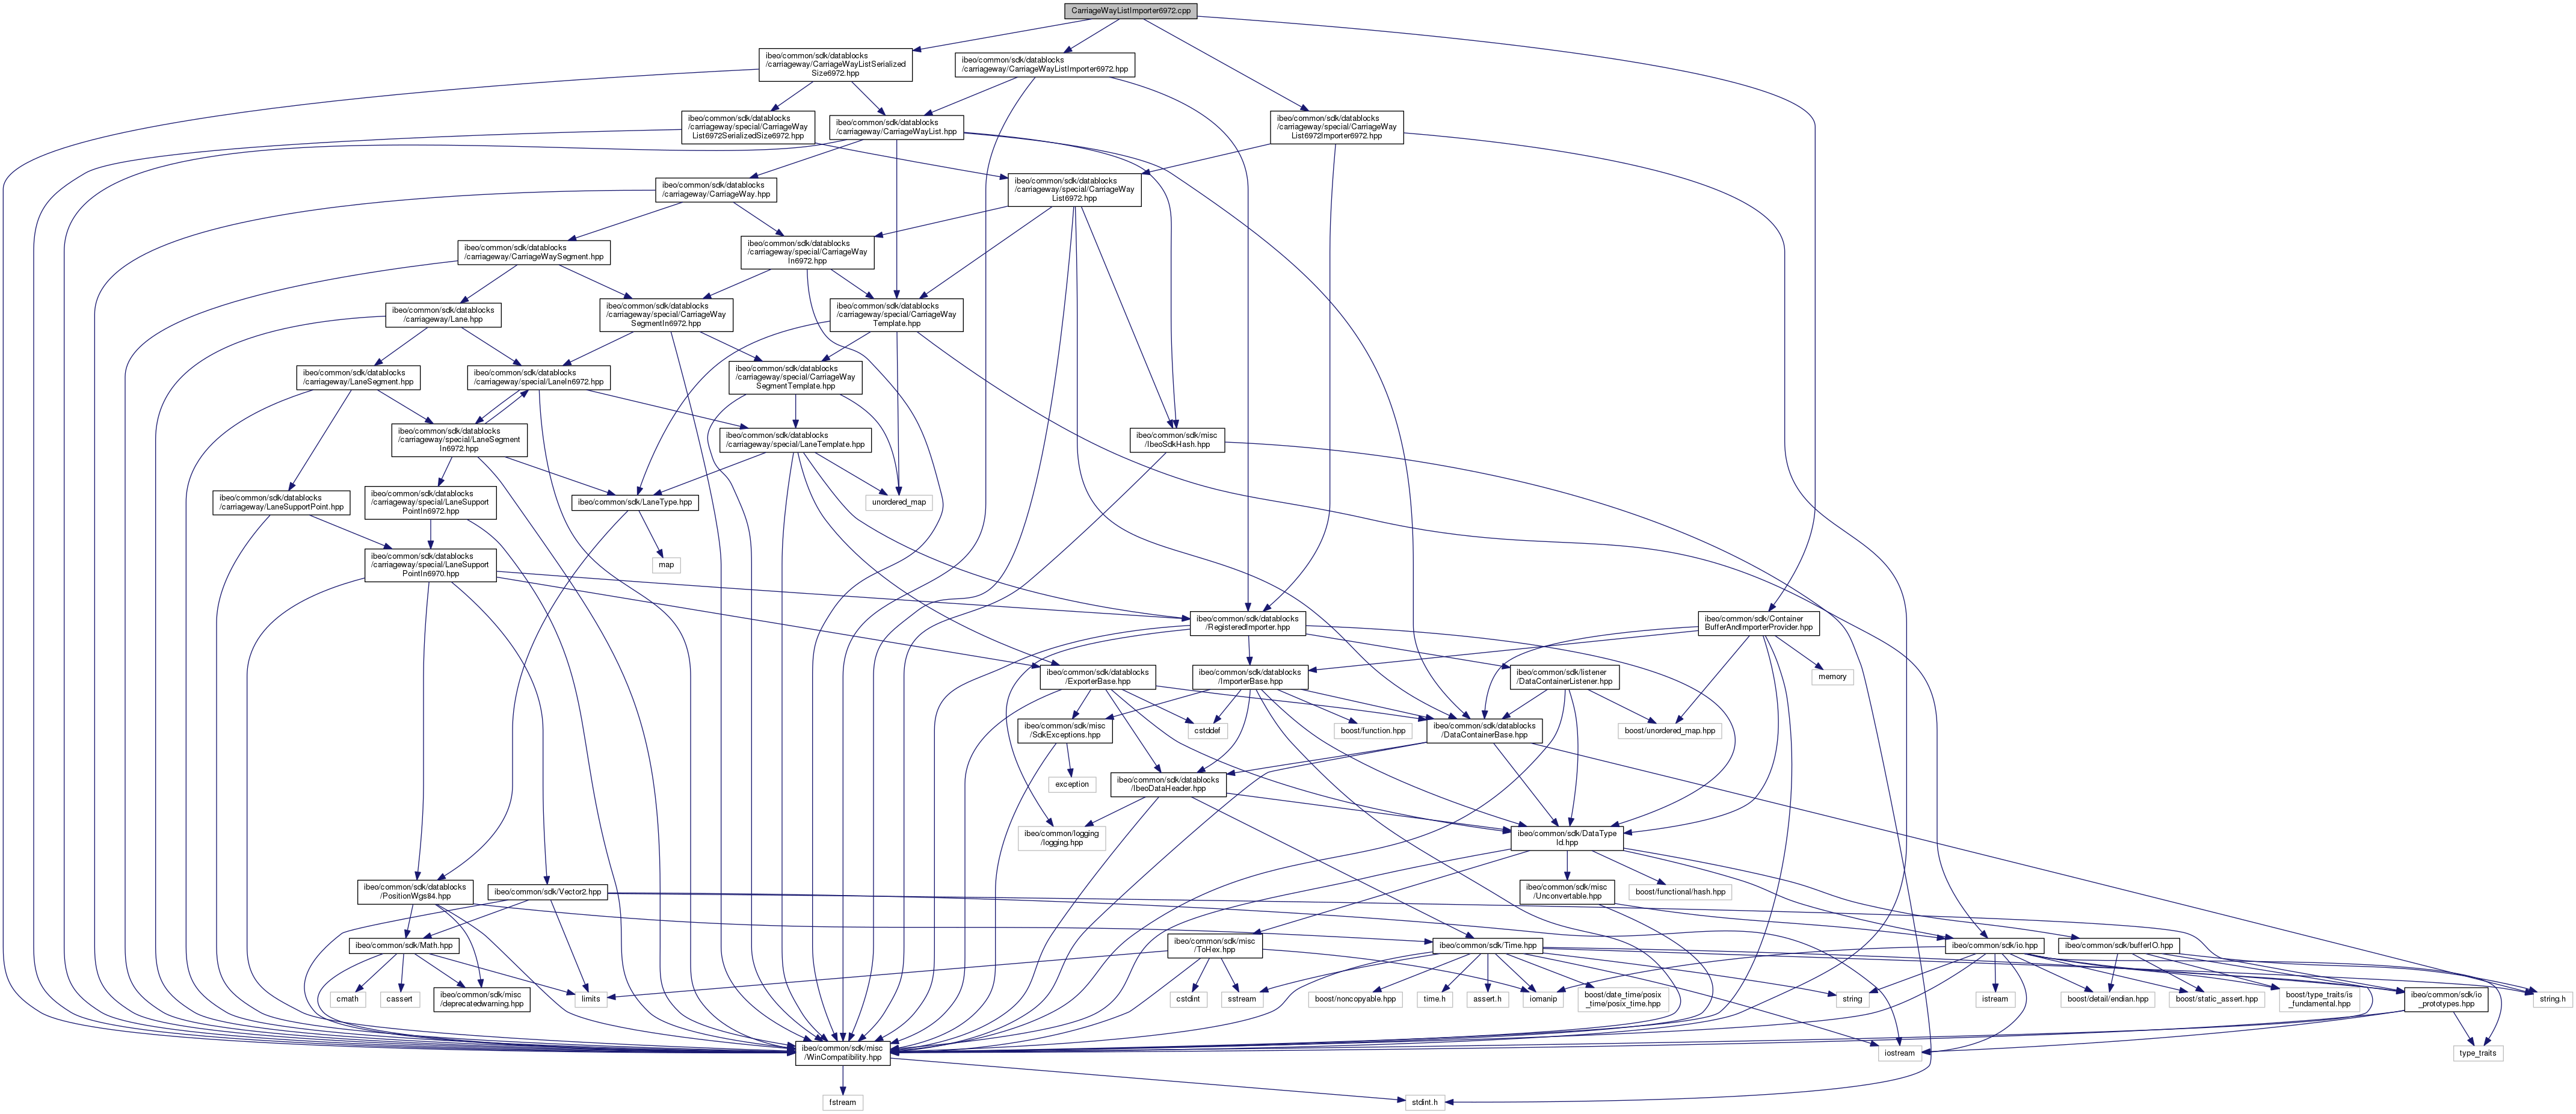 CarriageWayListImporter6972.cpp
ibeo/common/sdk/datablocks
/carriageway/CarriageWayListSerialized
Size6972.hpp
ibeo/common/sdk/datablocks
/carriageway/CarriageWayListImporter6972.hpp
ibeo/common/sdk/datablocks
/carriageway/special/CarriageWay
List6972SerializedSize6972.hpp
ibeo/common/sdk/datablocks
/carriageway/CarriageWayList.hpp
ibeo/common/sdk/datablocks
/carriageway/special/CarriageWay
List6972Importer6972.hpp
ibeo/common/sdk/datablocks
/carriageway/CarriageWay.hpp
ibeo/common/sdk/datablocks
/carriageway/special/CarriageWay
List6972.hpp
ibeo/common/sdk/datablocks
/carriageway/CarriageWaySegment.hpp
ibeo/common/sdk/datablocks
/carriageway/special/CarriageWay
In6972.hpp
ibeo/common/sdk/datablocks
/carriageway/Lane.hpp
ibeo/common/sdk/datablocks
/carriageway/special/CarriageWay
SegmentIn6972.hpp
ibeo/common/sdk/datablocks
/carriageway/special/CarriageWay
Template.hpp
ibeo/common/sdk/datablocks
/carriageway/LaneSegment.hpp
ibeo/common/sdk/datablocks
/carriageway/special/LaneIn6972.hpp
ibeo/common/sdk/datablocks
/carriageway/special/CarriageWay
SegmentTemplate.hpp
ibeo/common/sdk/datablocks
/carriageway/special/LaneSegment
In6972.hpp
ibeo/common/sdk/datablocks
/carriageway/special/LaneTemplate.hpp
ibeo/common/sdk/misc
/IbeoSdkHash.hpp
ibeo/common/sdk/datablocks
/carriageway/LaneSupportPoint.hpp
ibeo/common/sdk/datablocks
/carriageway/special/LaneSupport
PointIn6972.hpp
ibeo/common/sdk/LaneType.hpp
unordered_map
ibeo/common/sdk/datablocks
/carriageway/special/LaneSupport
PointIn6970.hpp
map
ibeo/common/sdk/datablocks
/RegisteredImporter.hpp
ibeo/common/sdk/Container
BufferAndImporterProvider.hpp
ibeo/common/sdk/datablocks
/ExporterBase.hpp
ibeo/common/sdk/datablocks
/ImporterBase.hpp
ibeo/common/sdk/listener
/DataContainerListener.hpp
memory
ibeo/common/sdk/misc
/SdkExceptions.hpp
cstddef
boost/function.hpp
ibeo/common/sdk/datablocks
/DataContainerBase.hpp
boost/unordered_map.hpp
exception
ibeo/common/sdk/datablocks
/IbeoDataHeader.hpp
ibeo/common/logging
/logging.hpp
ibeo/common/sdk/DataType
Id.hpp
ibeo/common/sdk/datablocks
/PositionWgs84.hpp
ibeo/common/sdk/Vector2.hpp
ibeo/common/sdk/misc
/Unconvertable.hpp
boost/functional/hash.hpp
ibeo/common/sdk/Math.hpp
ibeo/common/sdk/misc
/ToHex.hpp
ibeo/common/sdk/Time.hpp
ibeo/common/sdk/io.hpp
ibeo/common/sdk/bufferIO.hpp
cmath
cassert
ibeo/common/sdk/misc
/deprecatedwarning.hpp
limits
cstdint
sstream
boost/noncopyable.hpp
time.h
assert.h
iomanip
boost/date_time/posix
_time/posix_time.hpp
string
istream
boost/detail/endian.hpp
boost/static_assert.hpp
boost/type_traits/is
_fundamental.hpp
ibeo/common/sdk/io
_prototypes.hpp
string.h
ibeo/common/sdk/misc
/WinCompatibility.hpp
iostream
type_traits
fstream
stdint.h